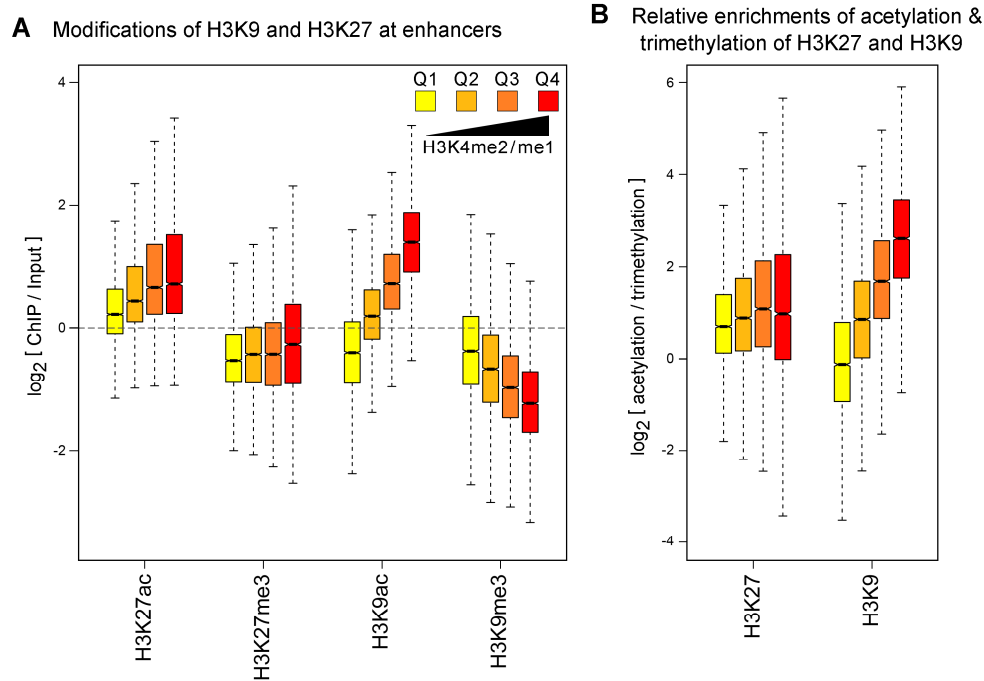 A Modifications of H3K9 and H3K27 at enhancers
Q1 Q2 Q3 Q4
H3K4me2/me1
log2 [ ChIP / Input ]
4
2
0
-2
H3K27ac
H3K27me3
H3K9ac
H3K9me3
B Relative enrichments of acetylation &
trimethylation of H3K27 and H3K9
log2 [ acetylation / trimethylation ]
6
4
2
0
-2
-4
H3K27
H3K9